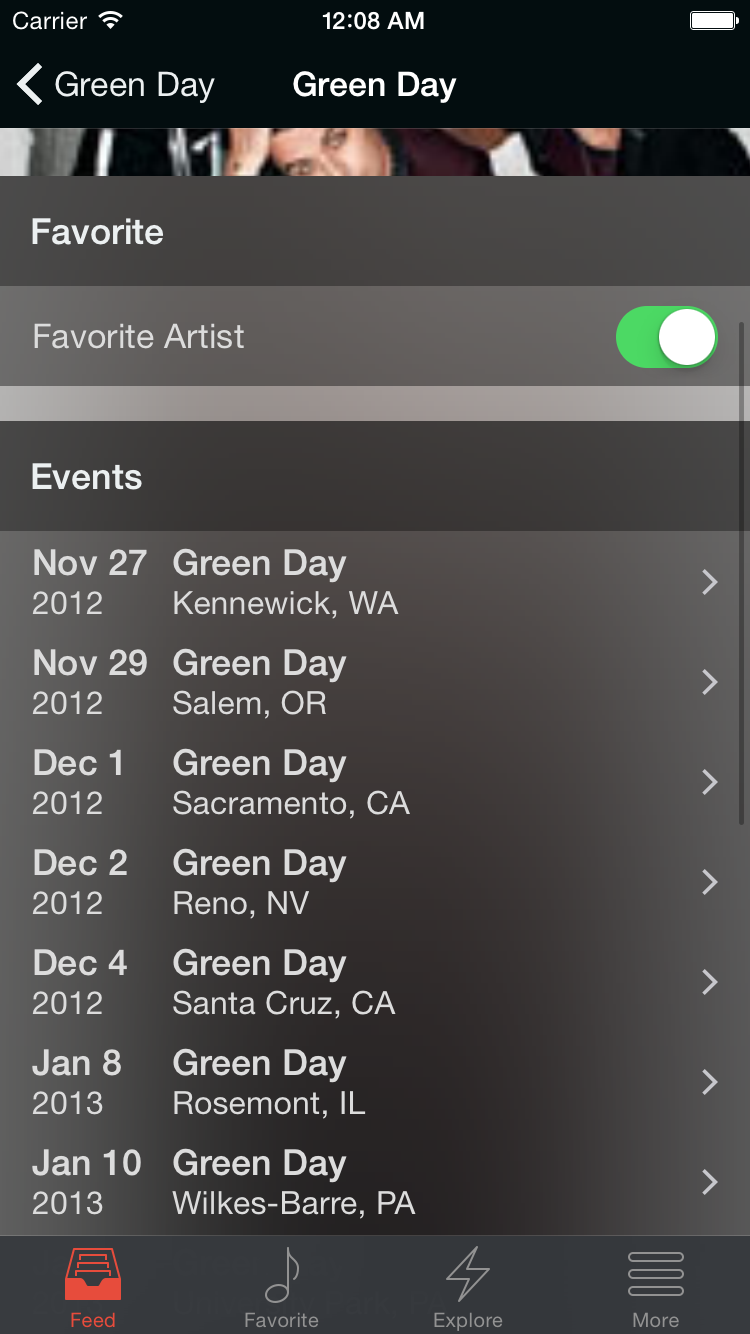 Carrier 12:08 AM
Green Day Green Day
Favorite
Favorite Artist
Events
Nov 27 Green Day
2012 Kennewick, WA
Nov 29 Green Day
2012 Salem, OR
Dec 1 Green Day
2012 Sacramento, CA
Dec 2 Green Day
2012 Reno, NV
Dec 4 Green Day
2012 Santa Cruz, CA
Jan 8 Green Day
2013 Rosemont, IL
Jan 10 Green Day
2013 Wilkes-Barre, PA
Feed Favorite Explore More